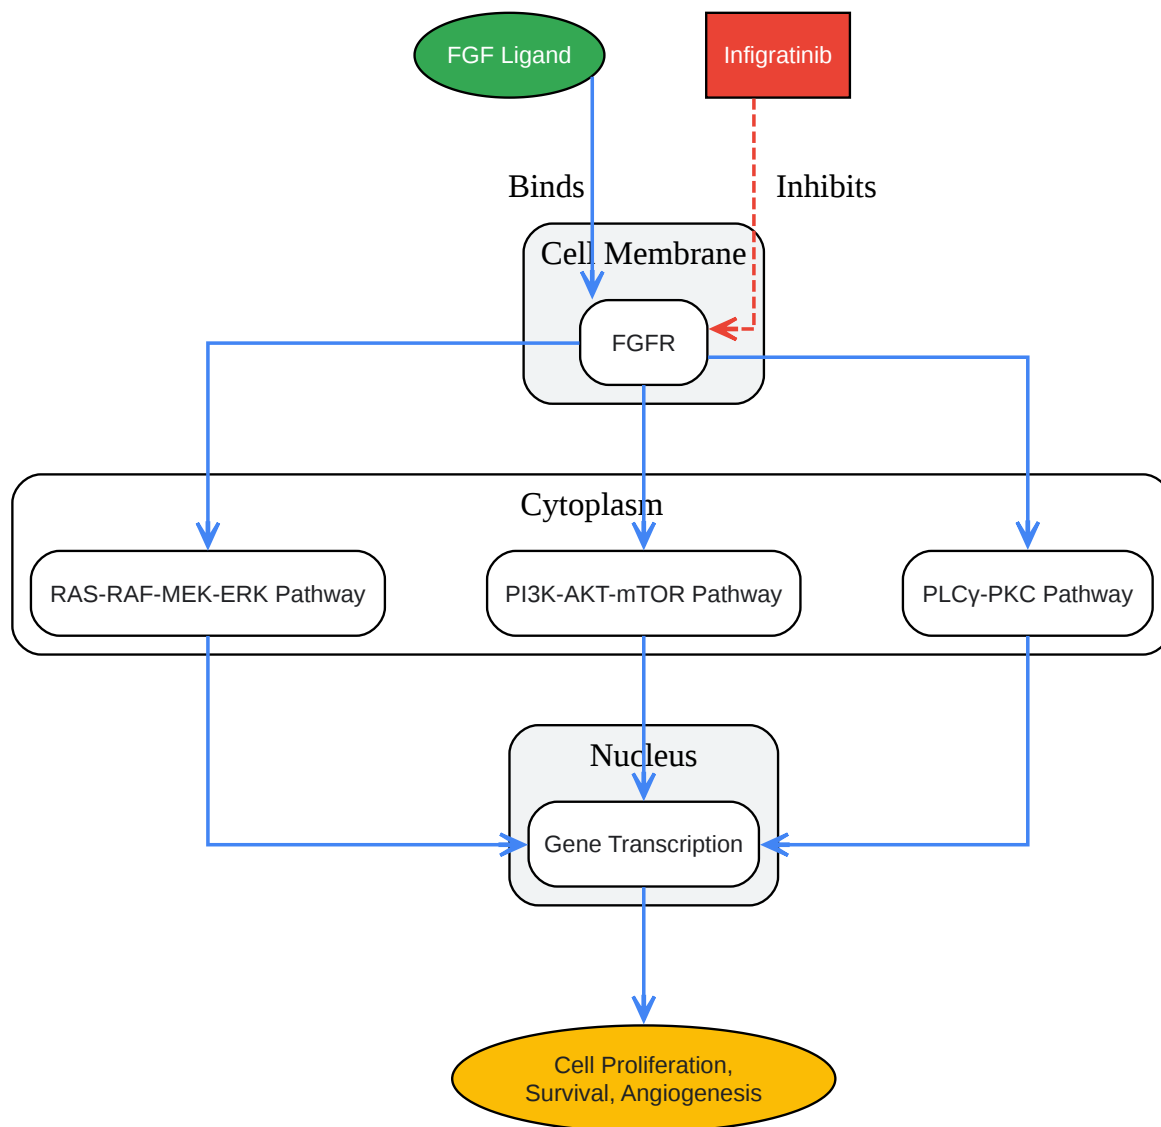 FGF Ligand
Infigratinib
Binds
Inhibits
Cell Membrane
FGFR
Cytoplasm
RAS-RAF-MEK-ERK Pathway
PI3K-AKT-mTOR Pathway
PLCγ-PKC Pathway
Nucleus
Gene Transcription
Cell Proliferation,
Survival, Angiogenesis